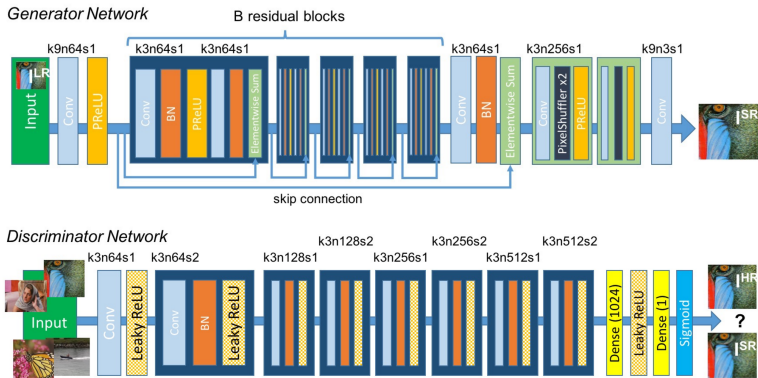 Generator Network
B residual blocks
k9n64s1
k3n64s1
k3n64s1
k3n64s1
k3n256s1
k9n3s1
I LR
Input
Conv
PReLU
Conv
BN
PReLU
Elementwise Sum
Conv
BN
Elementwise Sum
Conv
PixelShuffler x2
PReLU
Conv
I SR
skip connection
Discriminator Network
k3n64s1
k3n64s2
k3n128s1
k3n128s2
k3n256s1
k3n256s2
k3n512s1
k3n512s2
Input
Conv
Leaky ReLU
Conv
BN
Leaky ReLU
Dense (1024)
Leaky ReLU
Dense (1)
Sigmoid
I HR
?
I SR